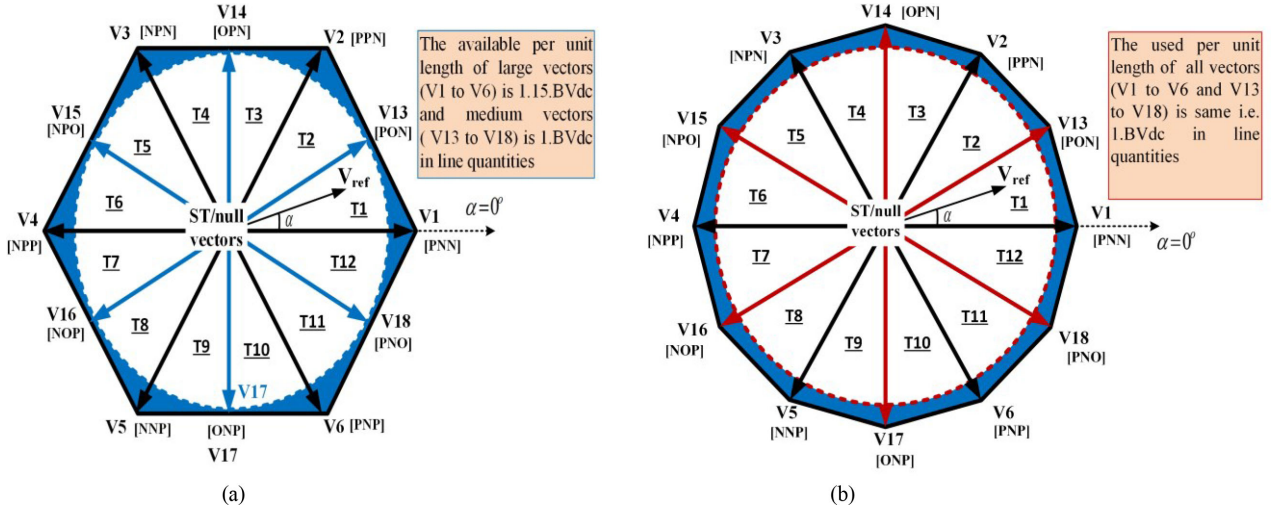 V14
[OPN]
V3 [NPN]
V2 [PPN]
The available per unit
length of large vectors
(V1 to V6) is 1.15.BVdc
and medium vectors
( V13 to V18) is 1.BVdc
in line quantities
V15
[NPO]
T4
T3
V13
[PON]
T5
T2
Vref
T6
T1
V4
[NPP]
ST/null
vectors
α
V1
[PNN]
α=0º
T7
T12
V16
[NOP]
T8
T11
V18
[PNO]
T9
T10
V17
V5
[NNP]
[ONP]
V17
V6 [PNP]
(a)
V14
[OPN]
V3
[NPN]
V2
[PPN]
The used per unit
length of all vectors
(V1 to V6 and V13
to V18) is same i.e.
1.BVdc in line
quantities
V15
[NPO]
T4
T3
V13
[PON]
T5
T2
Vref
T6
T1
V4
[NPP]
ST/null
vectors
α
V1
[PNN]
α=0º
T7
T12
V16
[NOP]
T8
T11
V18
[PNO]
T9
T10
V5
[NNP]
V17
[ONP]
V6
[PNP]
(b)